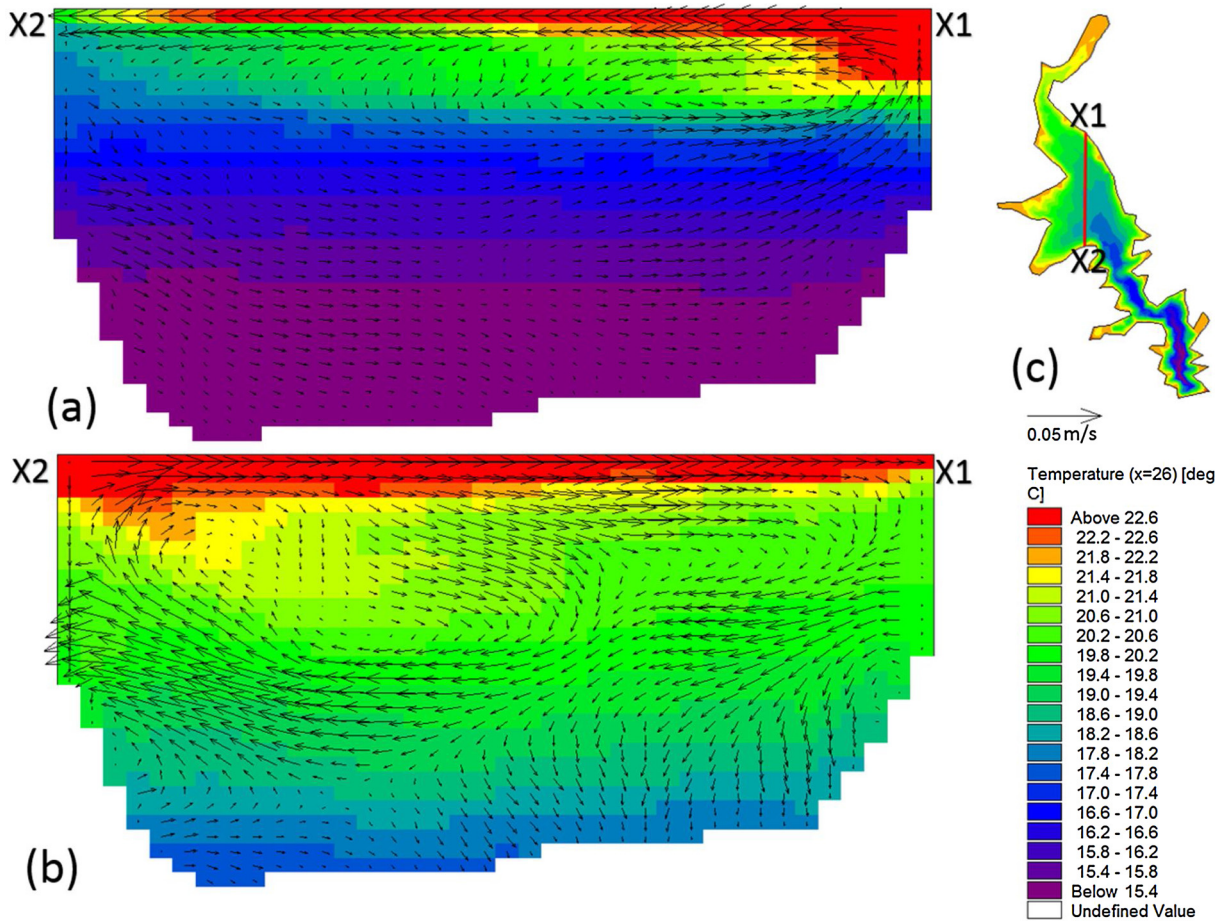 X2
X1
(a)
X1
X2
(c)
0.05 m/s
X2
X1
(b)
Temperature (x=26) [deg
C]
Above 22.6
22.2 - 22.6
21.8 - 22.2
21.4 - 21.8
21.0 - 21.4
20.6 - 21.0
20.2 - 20.6
19.8 - 20.2
19.4 - 19.8
19.0 - 19.4
18.6 - 19.0
18.2 - 18.6
17.8 - 18.2
17.4 - 17.8
17.0 - 17.4
16.6 - 17.0
16.2 - 16.6
15.8 - 16.2
15.4 - 15.8
Below 15.4
Undefined Value